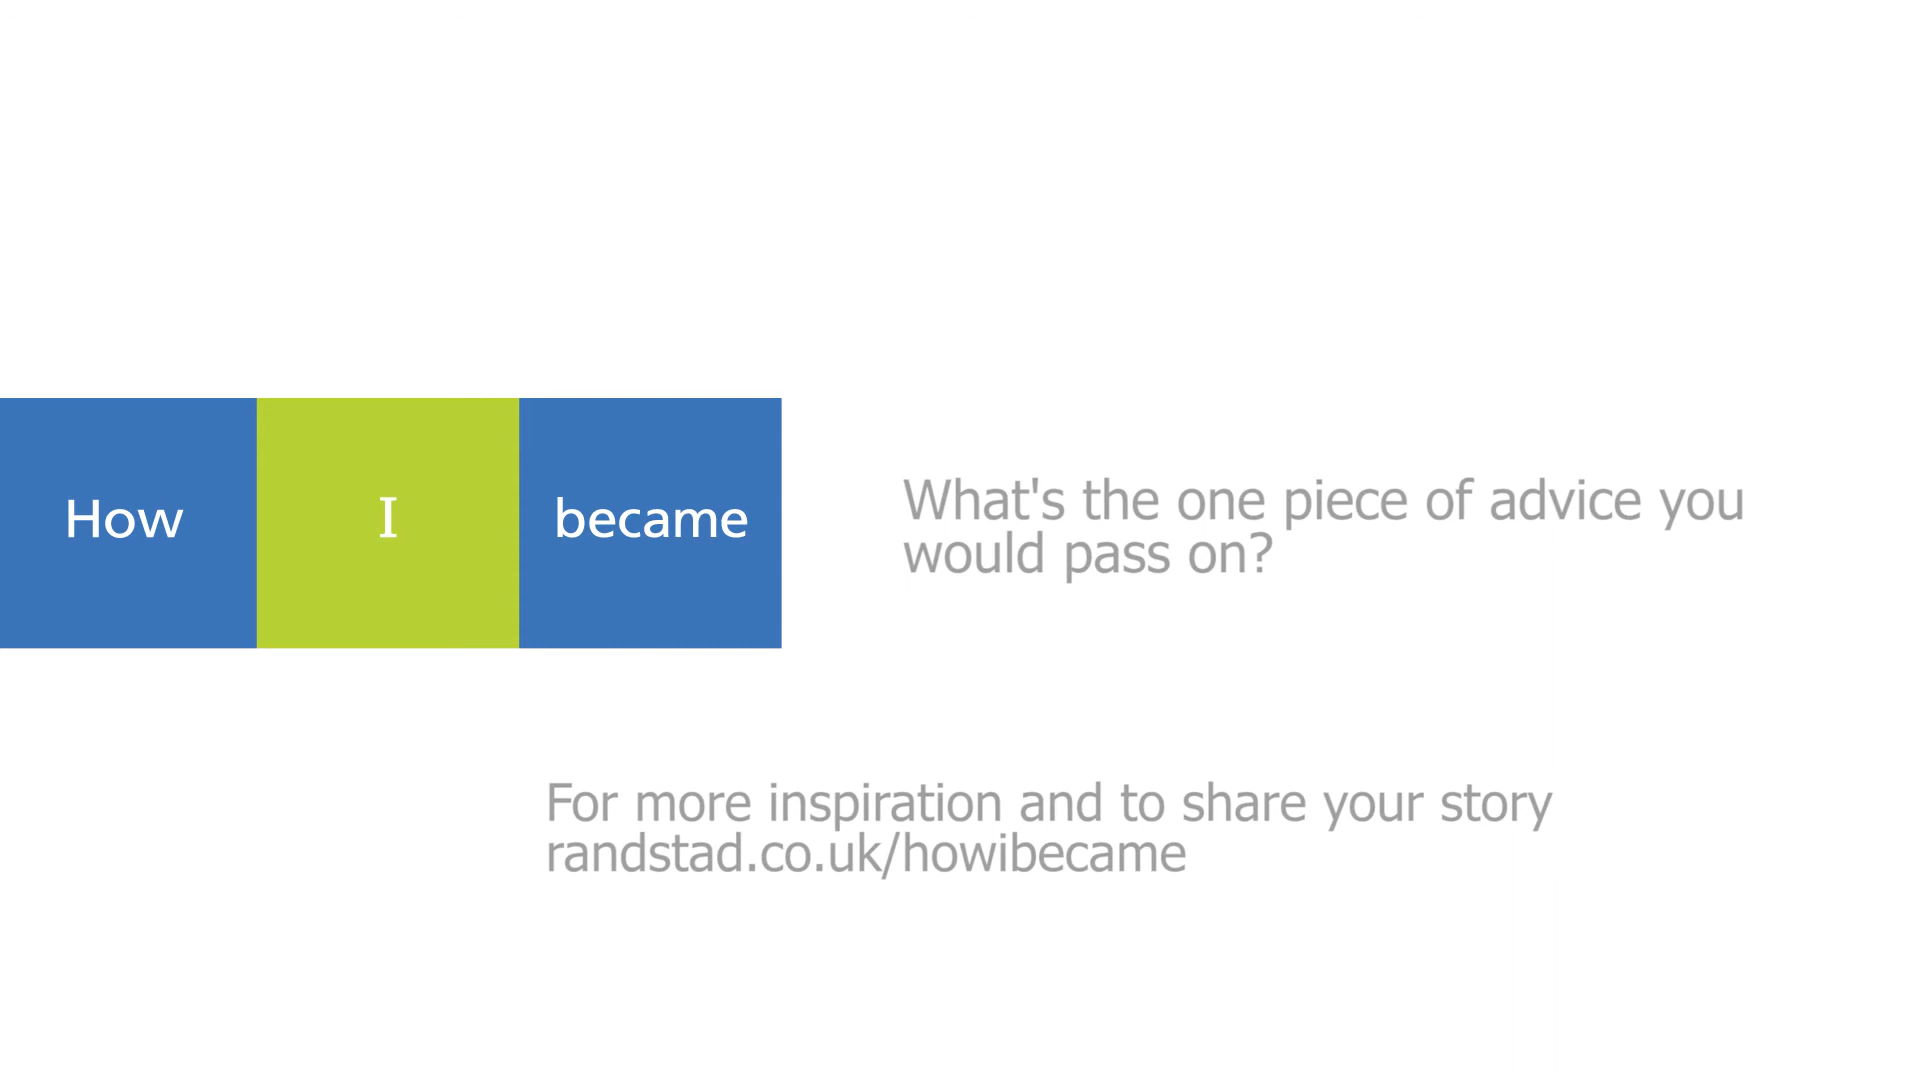 How I became
What's the one piece of advice you
would pass on?
For more inspiration and to share your story
randstad.co.uk/howibecame